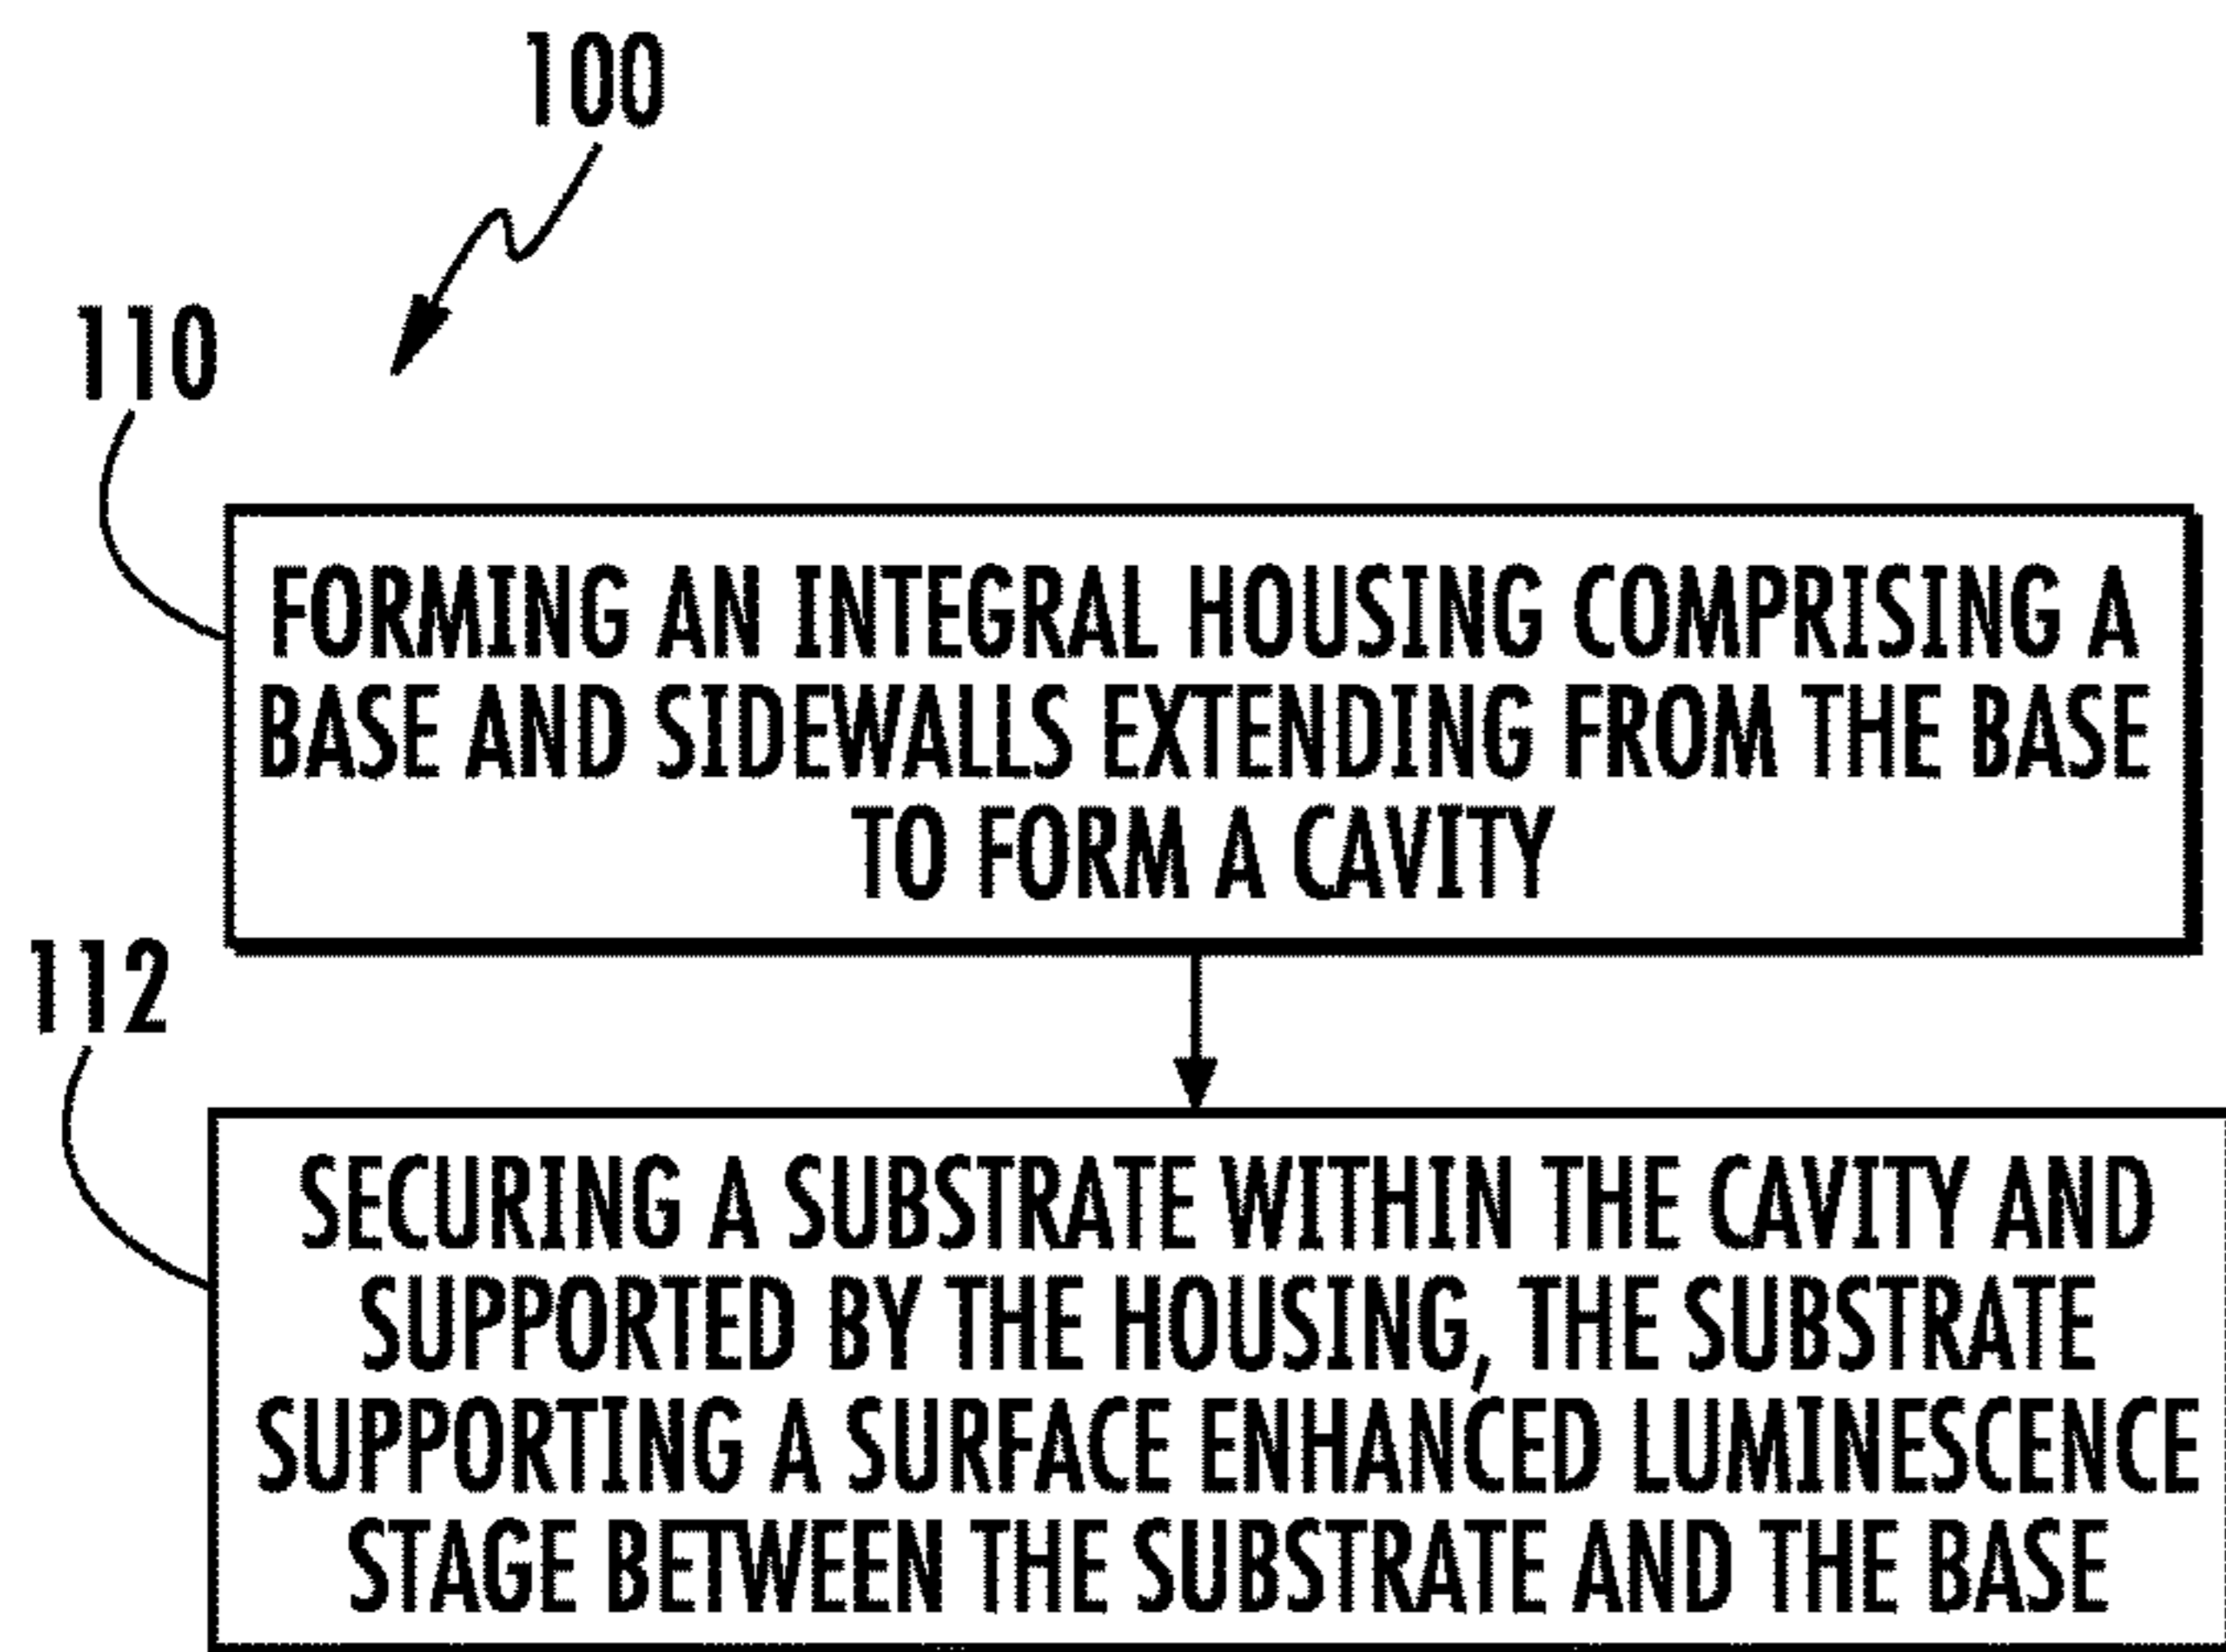 100
110
FORMING AN INTEGRAL HOUSING COMPRISING A
BASE AND SIDEWALLS EXTENDING FROM THE BASE
TO FORM A CAVITY
112
SECURING A SUBSTRATE WITHIN THE CAVITY AND
SUPPORTED BY THE HOUSING, THE SUBSTRATE
SUPPORTING A SURFACE ENHANCED LUMINESCENCE
STAGE BETWEEN THE SUBSTRATE AND THE BASE